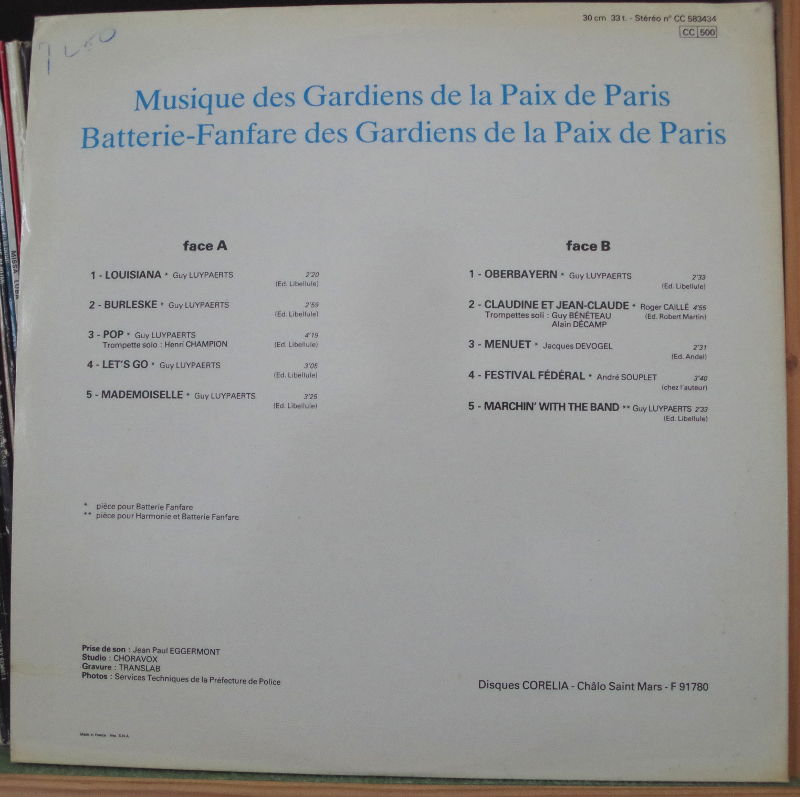 30 cm 33 t. - Stéréo n° CC 583434
CC 500
Musique des Gardiens de la Paix de Paris
Batterie-Fanfare des Gardiens de la Paix de Paris
face A
1 - LOUISIANA * Guy LUYPAERTS 2'20
(Ed. Libellule)
2 - BURLESKE * Guy LUYPAERTS 2'55
(Ed. Libellule)
3 - POP * Guy LUYPAERTS 4'15
Trompette solo : Henri CHAMPION (Ed. Libellule)
4 - LET'S GO * Guy LUYPAERTS 3'05
(Ed. Libellule)
5 - MADEMOISELLE * Guy LUYPAERTS 3'25
(Ed. Libellule)
face B
1 - OBERBAYERN * Guy LUYPAERTS 2'33
(Ed. Libellule)
2 - CLAUDINE ET JEAN-CLAUDE * Roger CAILLÉ 4'55
Trompettes soli : Guy BÉNÉTEAU (Ed. Robert Martin)
Alain DÉCAMP
3 - MENUET * Jacques DEVOGEL 2'31
(Ed. Andel)
4 - FESTIVAL FÉDÉRAL * André SOUPLET 3'40
(chez l'auteur)
5 - MARCHIN' WITH THE BAND ** Guy LUYPAERTS 2'33
(Ed. Libellule)
* pièce pour Batterie Fanfare
** pièce pour Harmonie et Batterie Fanfare
Prise de son : Jean Paul EGGERMONT
Studio : CHORAVOX
Gravure : TRANSLAB
Photos : Services Techniques de la Préfecture de Police
Disques CORELIA - Châlo Saint Mars - F 91780
Made in France